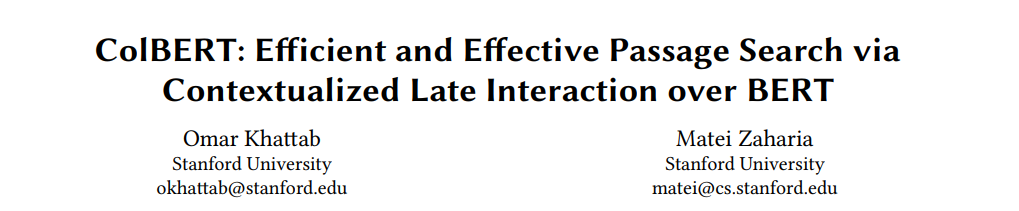 ColBERT: Efficient and Effective Passage Search via
Contextualized Late Interaction over BERT
Omar Khattab
Stanford University
okhattab@stanford.edu
Matei Zaharia
Stanford University
matei@cs.stanford.edu